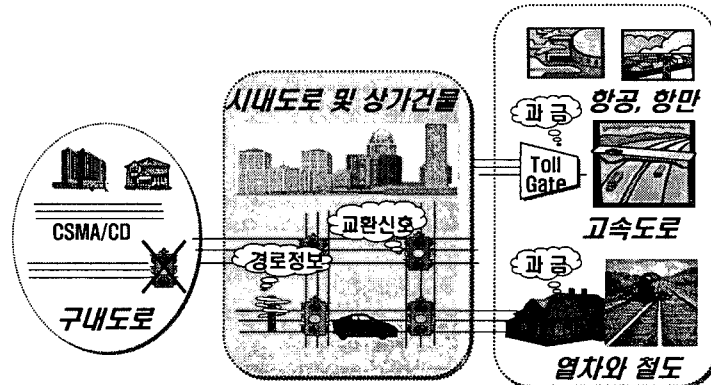 CSMA/CD
구내도로
시내도로 및 상가건물
교환신호
경로정보
항공, 항만
과금
Toll
Gate
고속도로
과금
열차와 철도